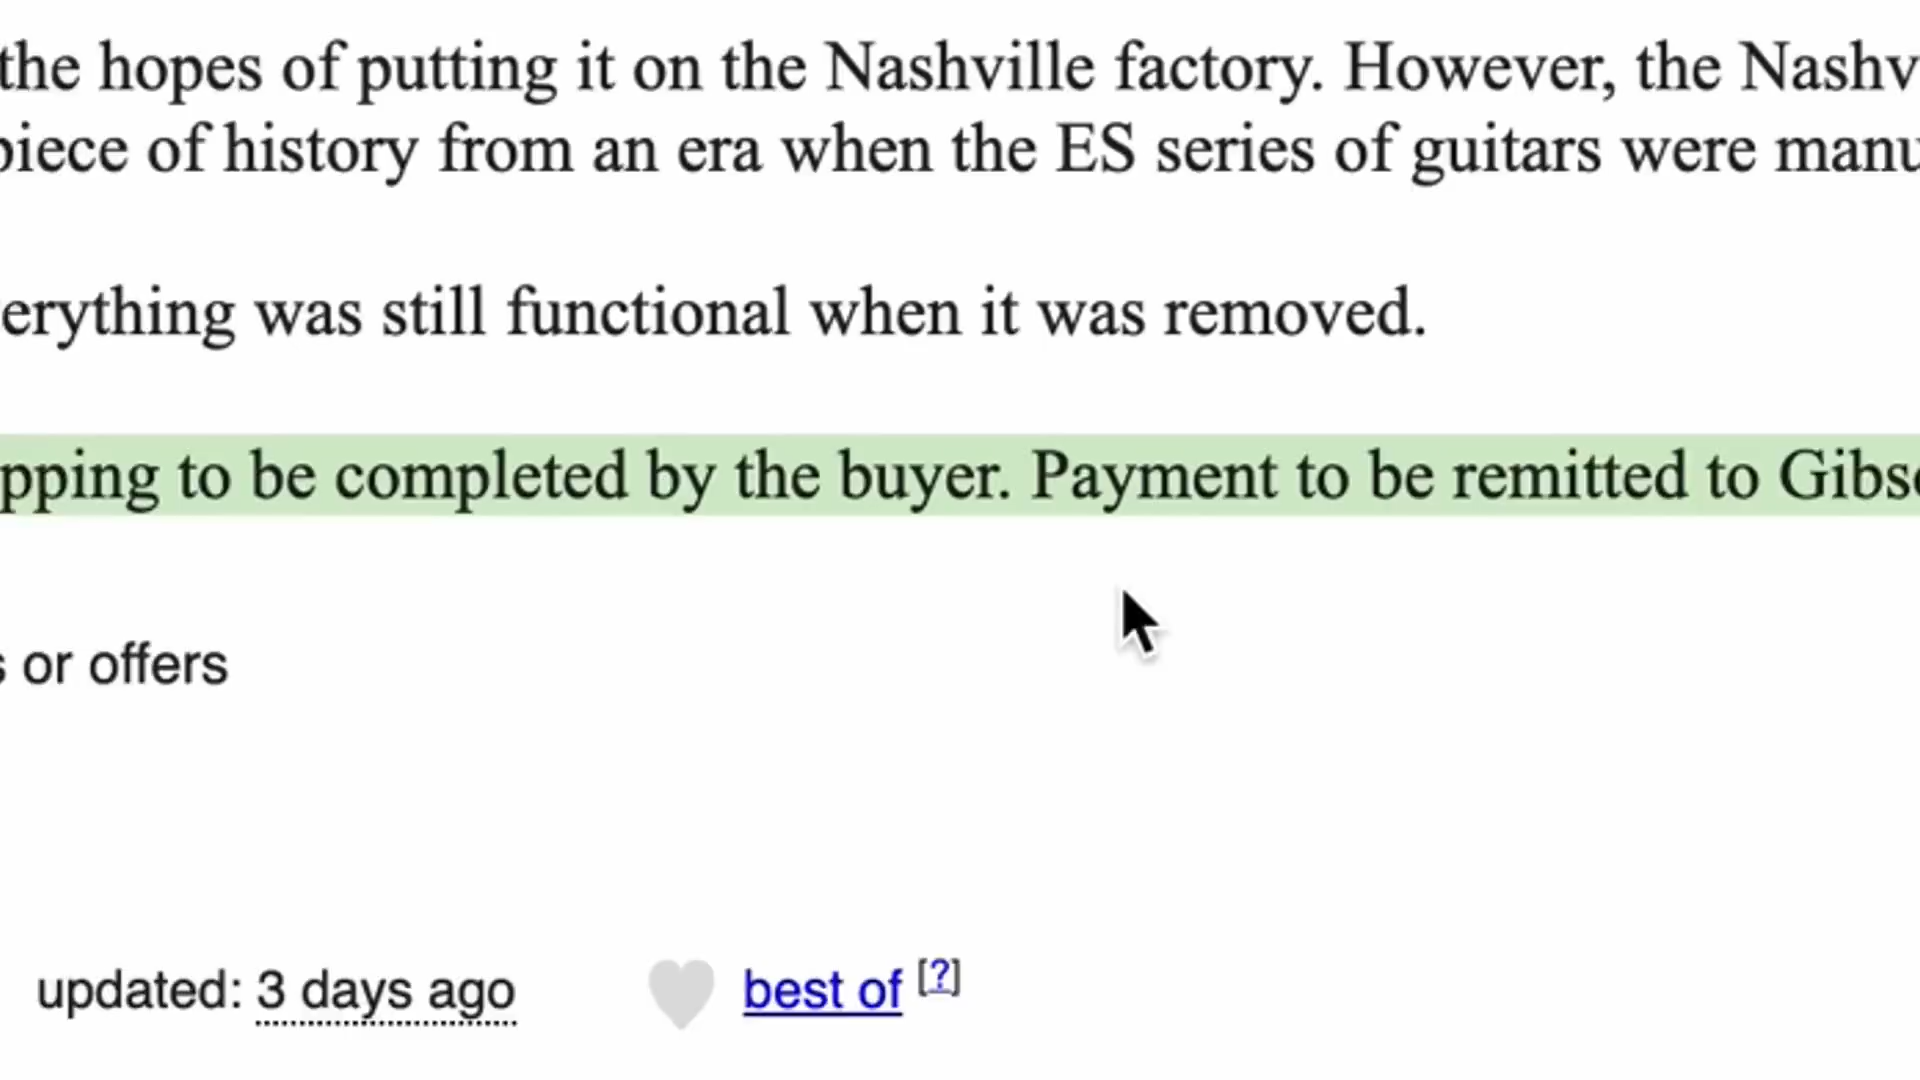 the hopes of putting it on the Nashville factory. However, the Nashv
piece of history from an era when the ES series of guitars were manu
erything was still functional when it was removed.
pping to be completed by the buyer. Payment to be remitted to Gibs
s or offers
updated: 3 days ago best of [?]